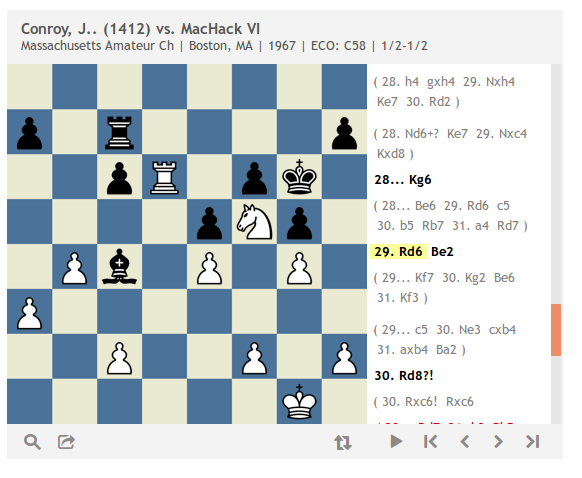 Conroy, J.. (1412) vs. MacHack VI
Massachusetts Amateur Ch | Boston, MA | 1967 | ECO: C58 | 1/2-1/2
( 28. h4 gxh4 29. Nxh4
Ke7 30. Rd2 )
( 28. Nd6+? Ke7 29. Nxc4
Kxd8 )
28... Kg6
( 28... Be6 29. Rd6 c5
30. b5 Rb7 31. a4 Rd7 )
29. Rd6 Be2
( 29... Kf7 30. Kg2 Be6
31. Kf3 )
( 29... c5 30. Ne3 cxb4
31. axb4 Ba2 )
30. Rd8?!
( 30. Rxc6! Rxc6